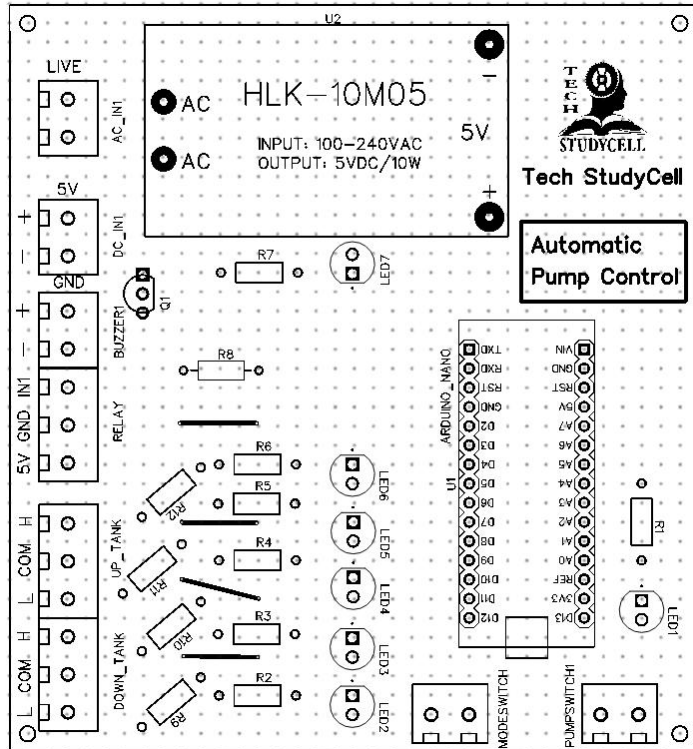 U2
LIVE
AC_IN1
AC
AC
HLK-10M05
INPUT: 100-240VAC
OUTPUT: 5VDC/10W
5V
-
+
TECH
STUDYCELL
Tech StudyCell
Automatic
Pump Control
5V
+
-
DC_IN1
GND
+
-
BUZZER1
Q1
R7
LED7
R8
IN1
GND
5V
RELAY
R6
LED6
R5
LED5
R12
R4
LED4
R11
R3
LED3
R10
R2
LED2
R9
H
COM
L
UP_TANK
H
COM
L
DOWN_TANK
ARDUINO_NANO
U1
TXD
RXD
RST
GND
D2
D3
D4
D5
D6
D7
D8
D9
D10
D11
D12
VIN
GND
RST
5V
A7
A6
A5
A4
A3
A2
A1
A0
REF
3V3
D13
R1
LED1
MODESWITCH
PUMPSWITCH1